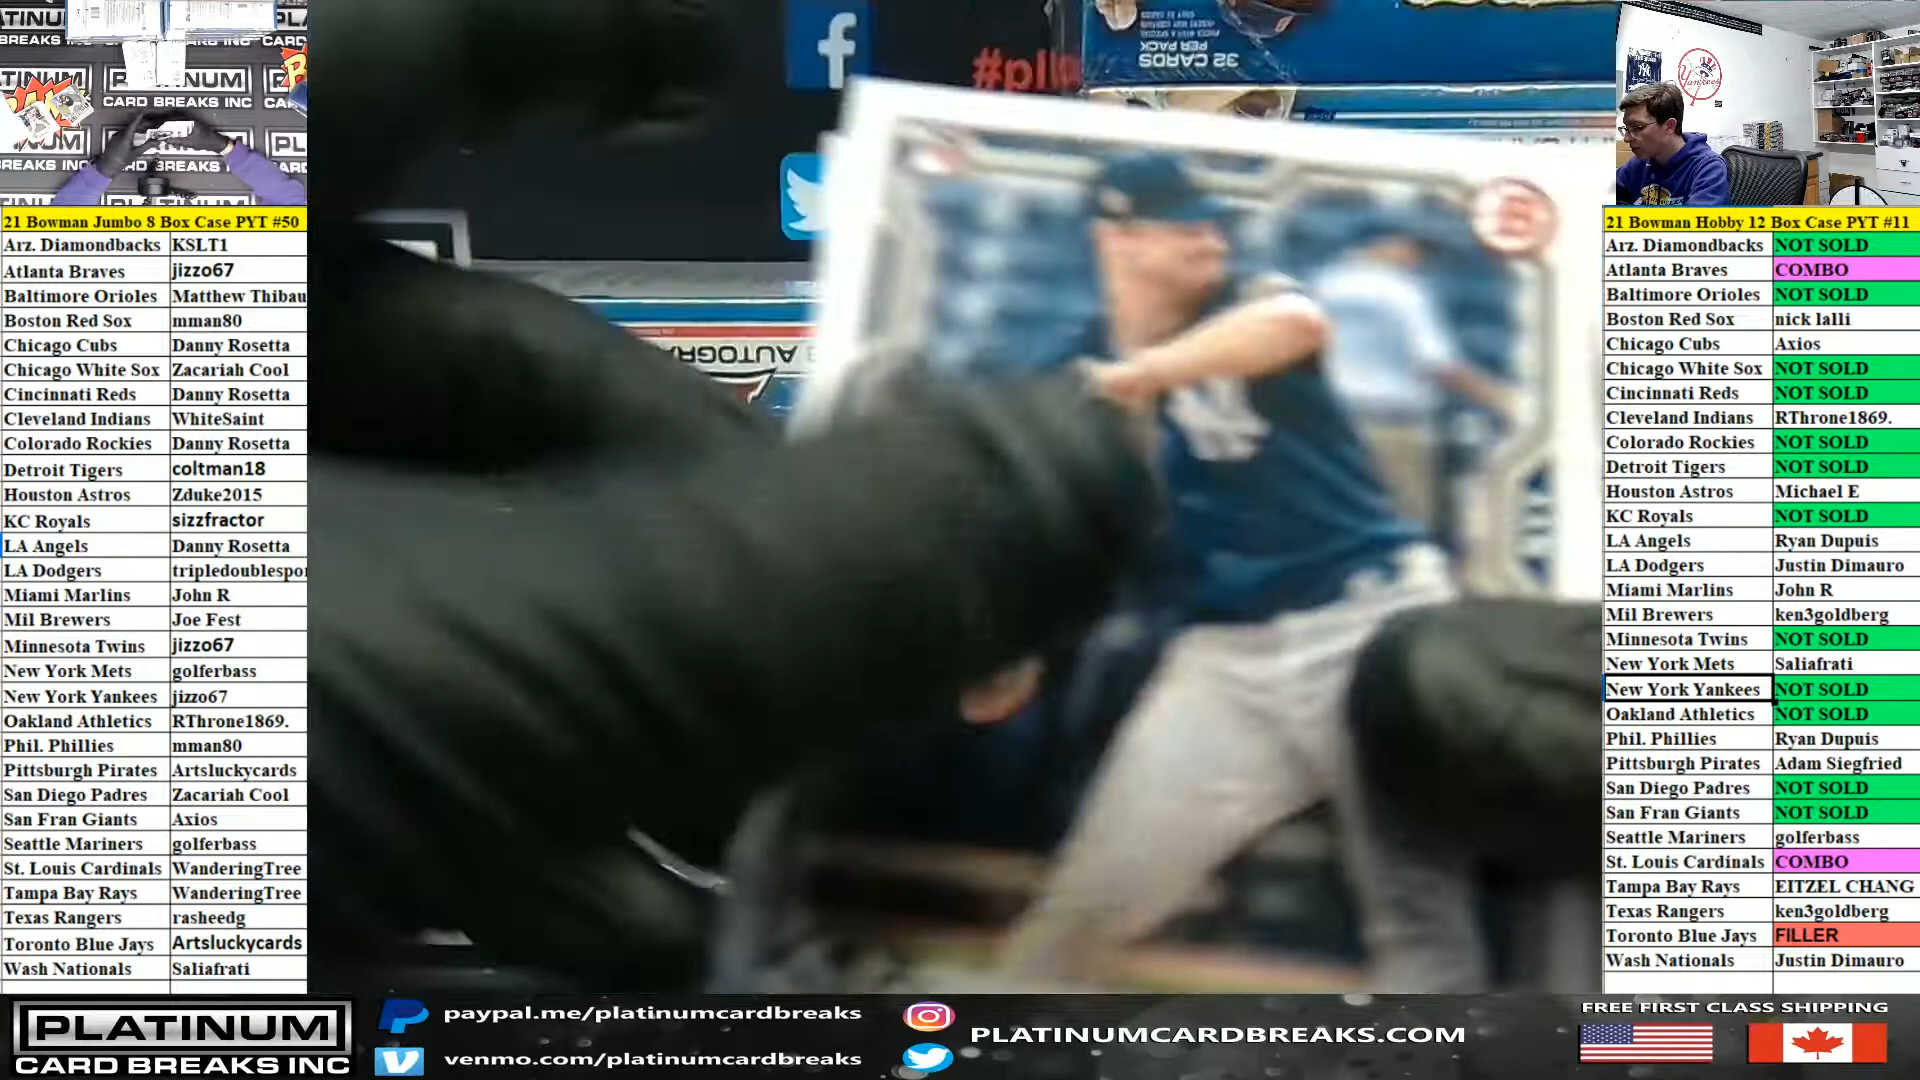 21 Bowman Jumbo 8 Box Case PYT #50
Arz. Diamondbacks KSLT1
Atlanta Braves jizzo67
Baltimore Orioles Matthew Thibau
Boston Red Sox mman80
Chicago Cubs Danny Rosetta
Chicago White Sox Zacariah Cool
Cincinnati Reds Danny Rosetta
Cleveland Indians WhiteSaint
Colorado Rockies Danny Rosetta
Detroit Tigers coltman18
Houston Astros Zduke2015
KC Royals sizzfractor
LA Angels Danny Rosetta
LA Dodgers tripledoublespo
Miami Marlins John R
Mil Brewers Joe Fest
Minnesota Twins jizzo67
New York Mets golferbass
New York Yankees jizzo67
Oakland Athletics RThrone1869.
Phil. Phillies mman80
Pittsburgh Pirates Artsluckycards
San Diego Padres Zacariah Cool
San Fran Giants Axios
Seattle Mariners golferbass
St. Louis Cardinals WanderingTree
Tampa Bay Rays WanderingTree
Texas Rangers rasheedg
Toronto Blue Jays Artsluckycards
Wash Nationals Saliafrati
PLATINUM
CARD BREAKS INC
f
32 CARDS
PER PACK
AUTOGRA
21 Bowman Hobby 12 Box Case PYT #11
Arz. Diamondbacks NOT SOLD
Atlanta Braves COMBO
Baltimore Orioles NOT SOLD
Boston Red Sox nick lalli
Chicago Cubs Axios
Chicago White Sox NOT SOLD
Cincinnati Reds NOT SOLD
Cleveland Indians RThrone1869.
Colorado Rockies NOT SOLD
Detroit Tigers NOT SOLD
Houston Astros Michael E
KC Royals NOT SOLD
LA Angels Ryan Dupuis
LA Dodgers Justin Dimauro
Miami Marlins John R
Mil Brewers ken3goldberg
Minnesota Twins NOT SOLD
New York Mets Saliafrati
New York Yankees NOT SOLD
Oakland Athletics NOT SOLD
Phil. Phillies Ryan Dupuis
Pittsburgh Pirates Adam Siegfried
San Diego Padres NOT SOLD
San Fran Giants NOT SOLD
Seattle Mariners golferbass
St. Louis Cardinals COMBO
Tampa Bay Rays EITZEL CHANG
Texas Rangers ken3goldberg
Toronto Blue Jays FILLER
Wash Nationals Justin Dimauro
PLATINUM
CARD BREAKS INC
paypal.me/platinumcardbreaks
venmo.com/platinumcardbreaks
PLATINUMCARDBREAKS.COM
FREE FIRST CLASS SHIPPING